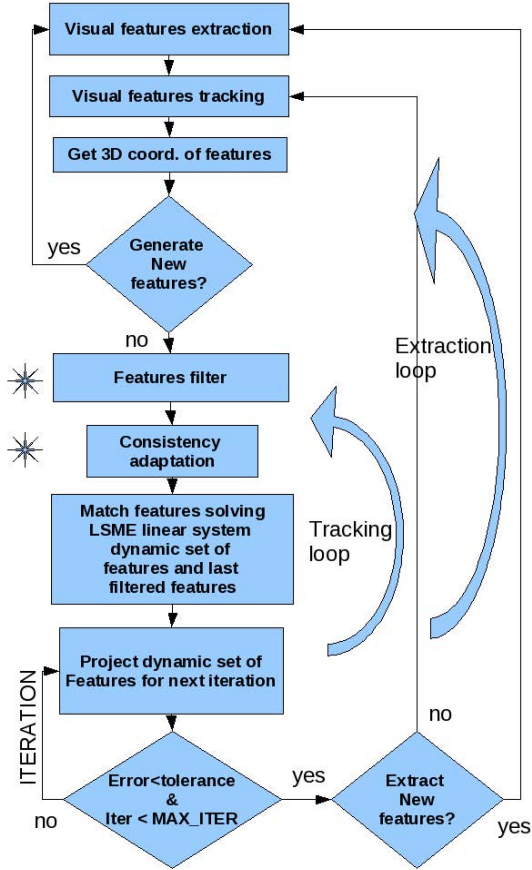 Visual features extraction
Visual features tracking
Get 3D coord. of features
Generate
New
features?
yes
no
Features filter
Consistency
adaptation
Match features solving
LSME linear system
dynamic set of
features and last
filtered features
Project dynamic set of
Features for next iteration
ITERATION
Error<tolerance
&
Iter < MAX_ITER
no
yes
Extract
New
features?
no
yes
Tracking
loop
Extraction
loop